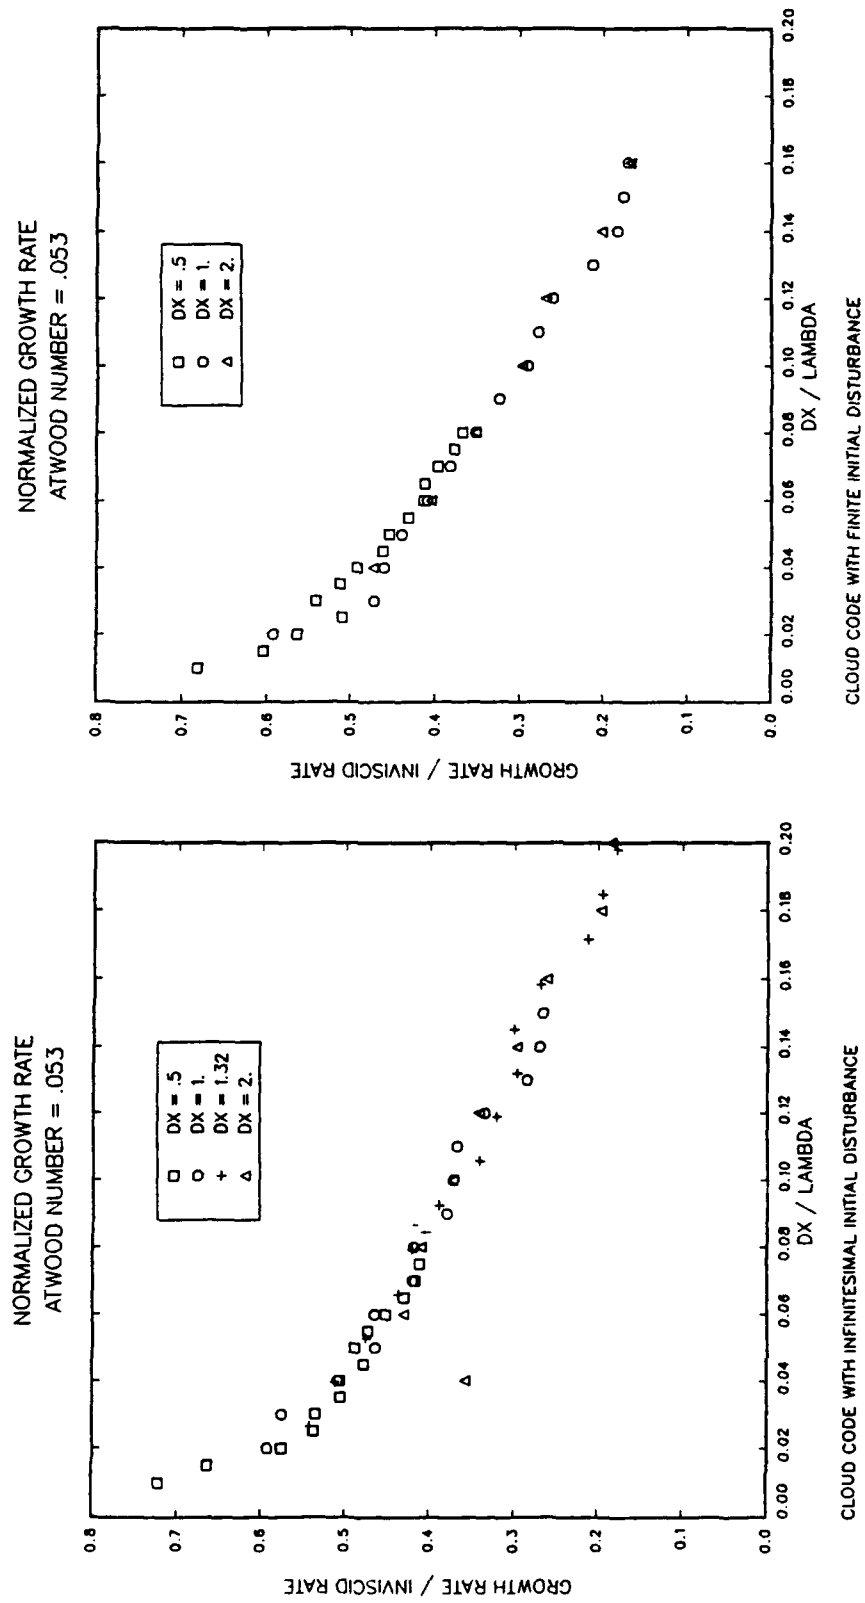 NORMALIZED GROWTH RATE
ATWOOD NUMBER = .053
DX = .5
DX = 1.
DX = 1.32
DX = 2.
GROWTH RATE / INVISCID RATE
0.8
0.7
0.6
0.5
0.4
0.3
0.2
0.1
0.0
0.00 0.02 0.04 0.06 0.08 0.10 0.12 0.14 0.16 0.18 0.20
DX / LAMBDA
CLOUD CODE WITH INFINITESIMAL INITIAL DISTURBANCE
NORMALIZED GROWTH RATE
ATWOOD NUMBER = .053
DX = .5
DX = 1.
DX = 2.
GROWTH RATE / INVISCID RATE
0.8
0.7
0.6
0.5
0.4
0.3
0.2
0.1
0.0
0.00 0.02 0.04 0.06 0.08 0.10 0.12 0.14 0.16 0.18 0.20
DX / LAMBDA
CLOUD CODE WITH FINITE INITIAL DISTURBANCE